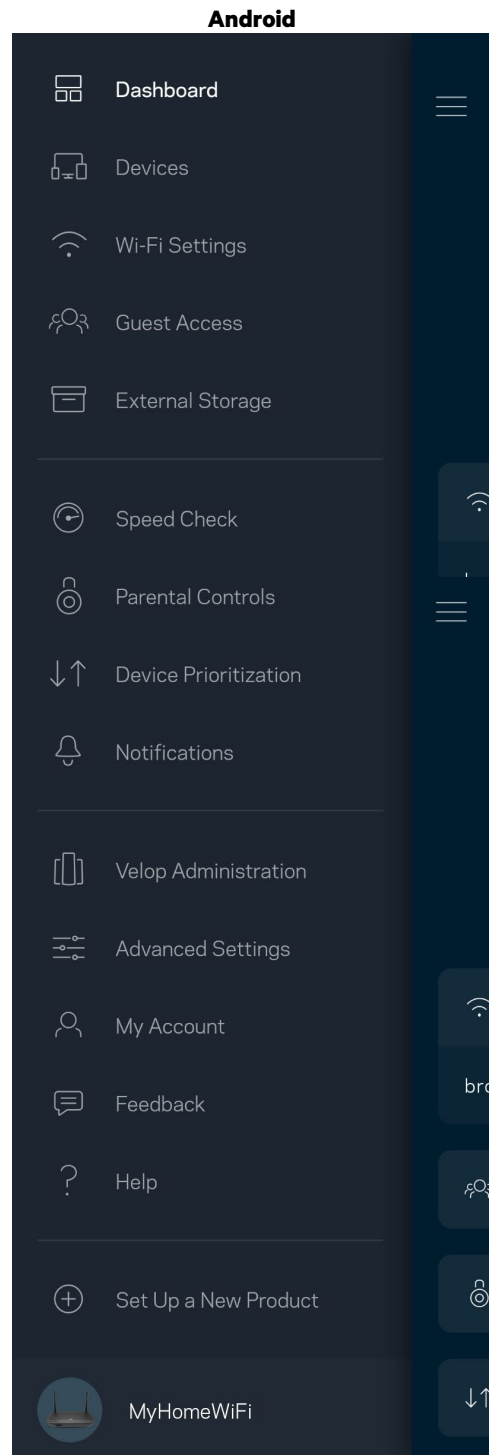 Android
Dashboard
Devices
Wi-Fi Settings
Guest Access
External Storage
Speed Check
Parental Controls
Device Prioritization
Notifications
Velop Administration
Advanced Settings
My Account
Feedback
Help
Set Up a New Product
MyHomeWiFi